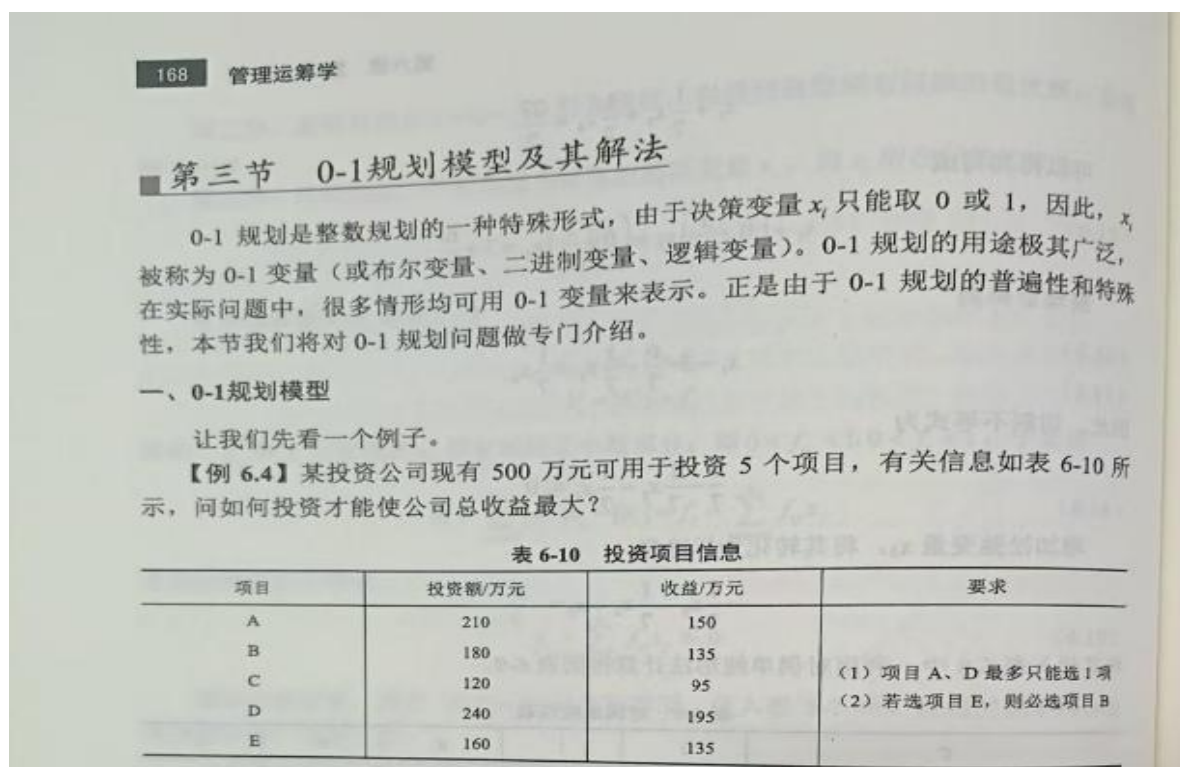 168 管理运筹学
第三节 0-1规划模型及其解法
0-1 规划是整数规划的一种特殊形式，由于决策变量 xᵢ 只能取 0 或 1，因此，xᵢ
被称为 0-1 变量（或布尔变量、二进制变量、逻辑变量）。0-1 规划的用途极其广泛，
在实际问题中，很多情形均可用 0-1 变量来表示。正是由于 0-1 规划的普遍性和特殊
性，本节我们将对 0-1 规划问题做专门介绍。
一、0-1规划模型
让我们先看一个例子。
【例 6.4】某投资公司现有 500 万元可用于投资 5 个项目，有关信息如表 6-10 所
示，问如何投资才能使公司总收益最大？
表 6-10 投资项目信息
项目 投资额/万元 收益/万元 要求
A 210 150
B 180 135
C 120 95 （1）项目 A、D 最多只能选1项
D 240 195 （2）若选项目 E，则必选项目 B
E 160 135